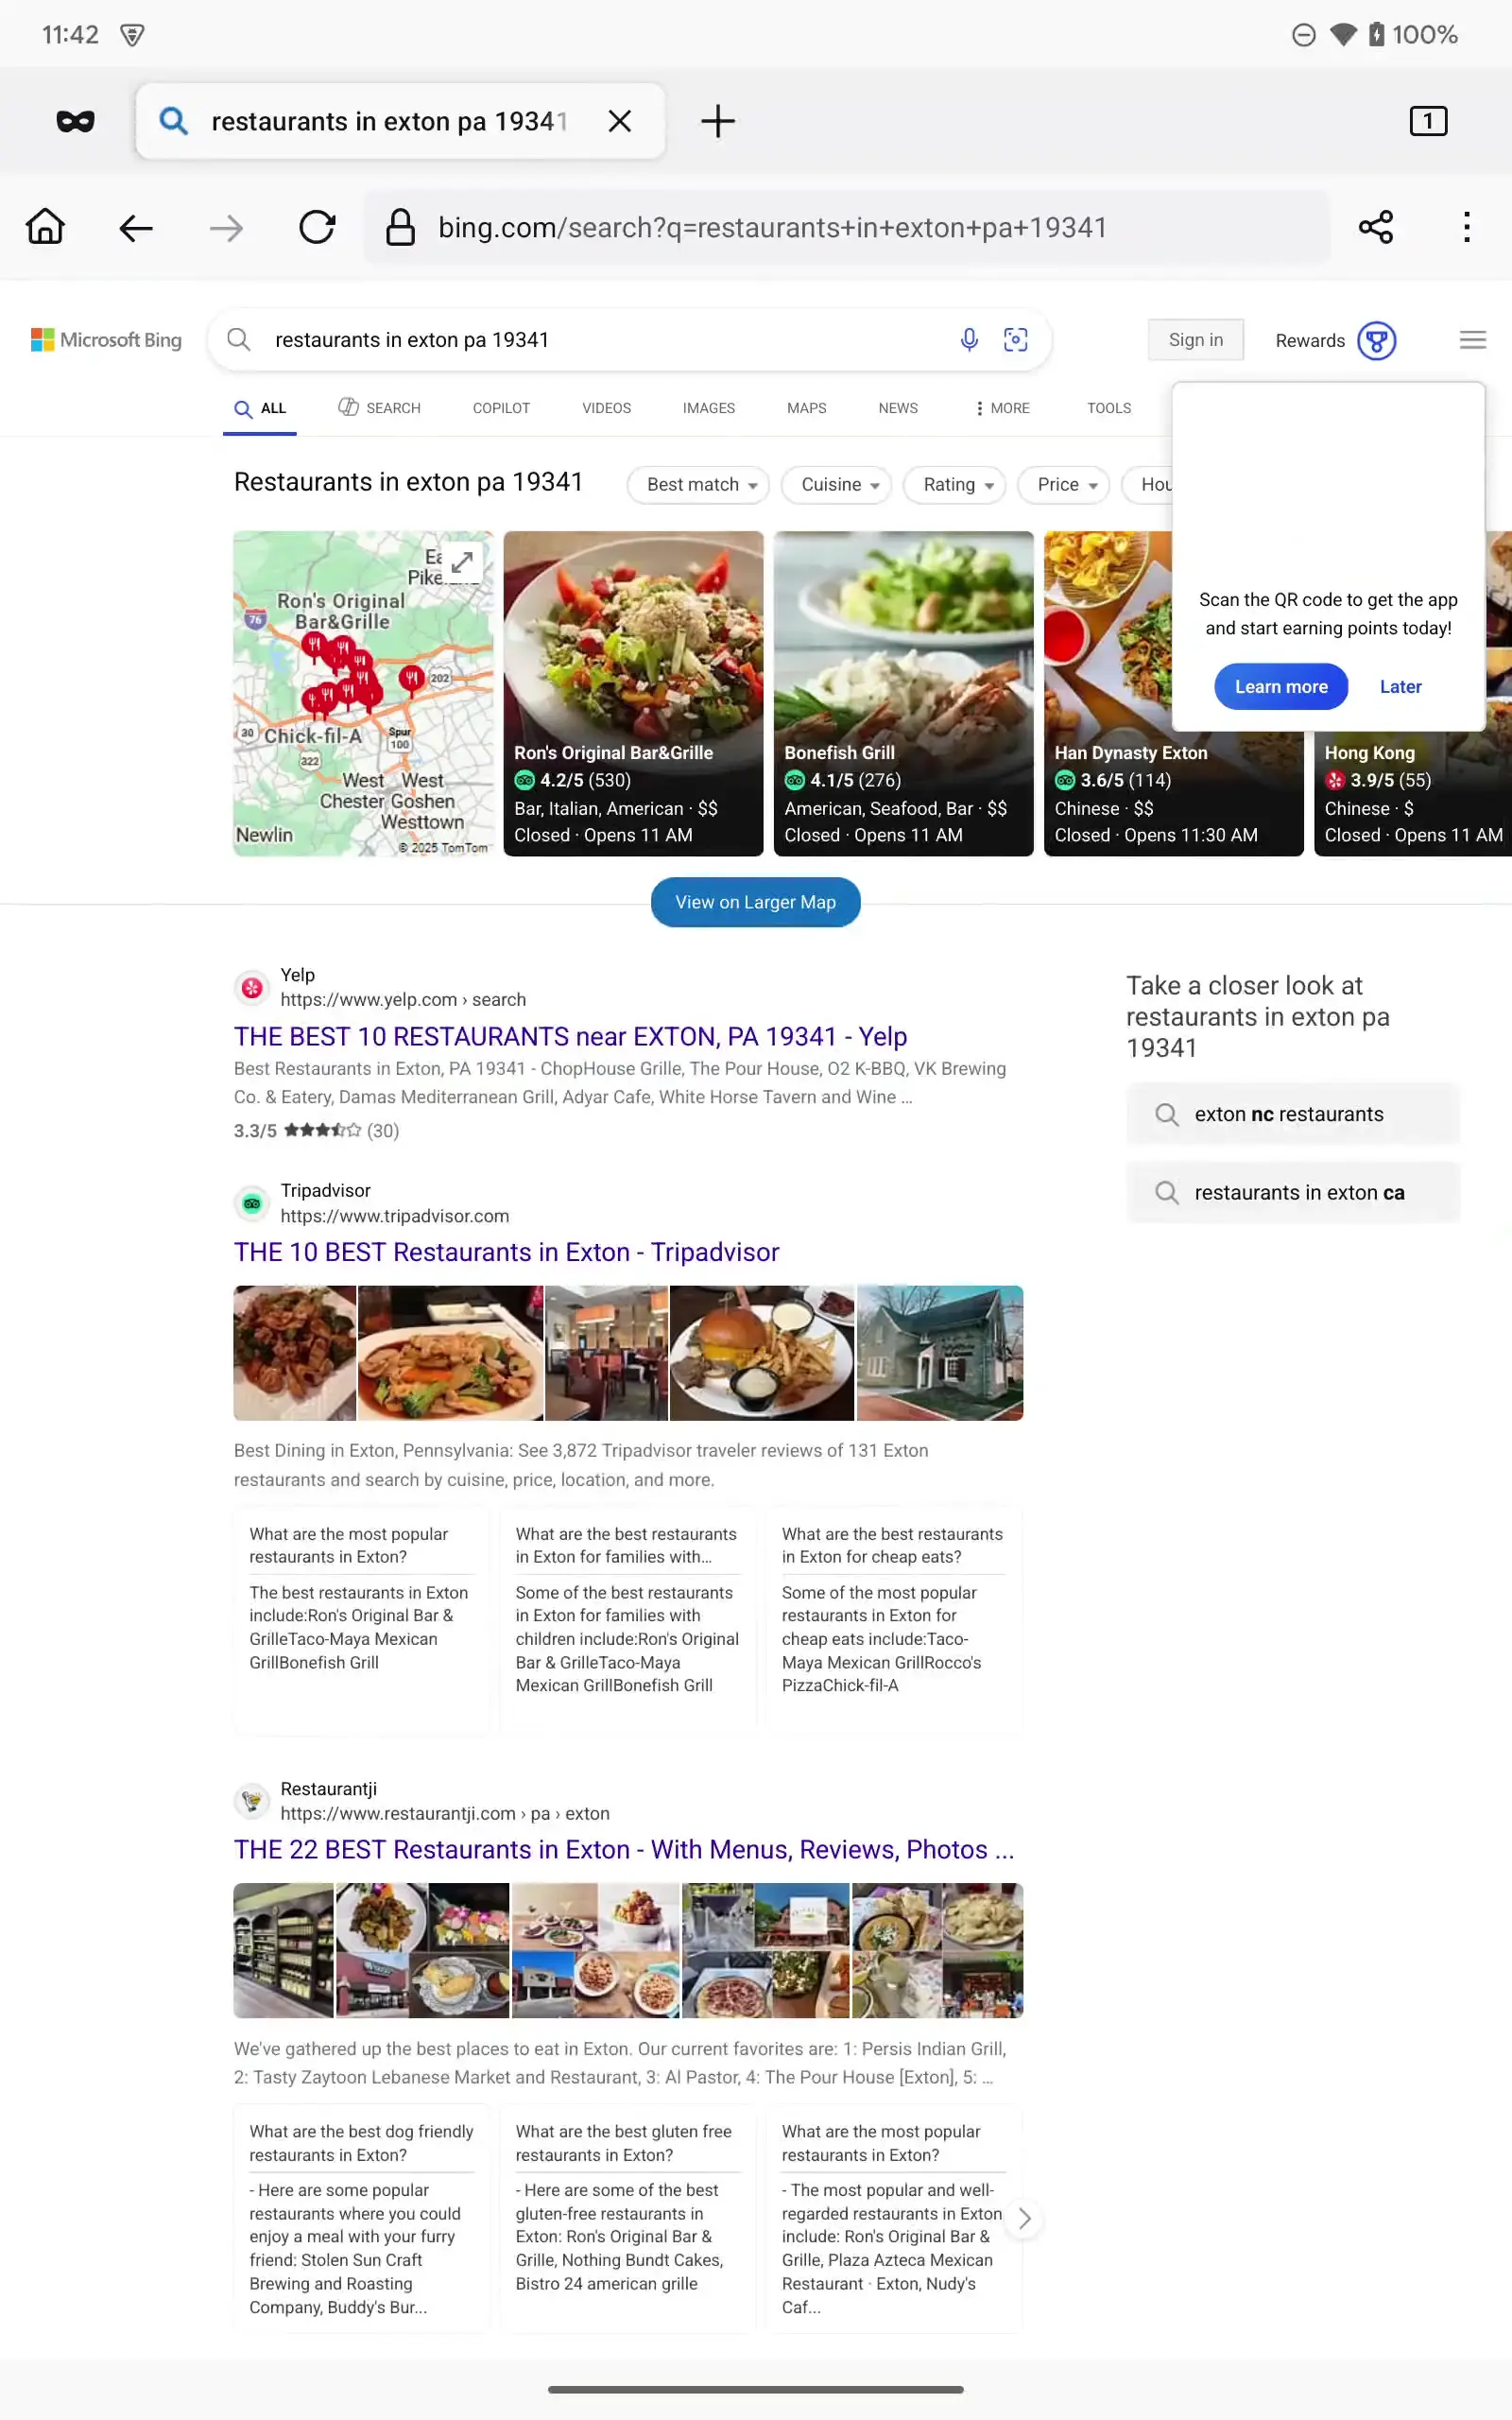 11:42
100%
restaurants in exton pa 19341
1
bing.com/search?q=restaurants+in+exton+pa+19341
Microsoft Bing
restaurants in exton pa 19341
Sign in
Rewards
ALL
SEARCH
COPILOT
VIDEOS
IMAGES
MAPS
NEWS
MORE
TOOLS
Restaurants in exton pa 19341
Best match
Cuisine
Rating
Price
Scan the QR code to get the app
and start earning points today!
Learn more
Later
Ron's Original
Bar&Grille
76
202
30
Chick-fil-A
Spur
100
322
West West
Chester Goshen
Westtown
Newlin
© 2025 TomTom
Ron's Original Bar&Grille
4.2/5 (530)
Bar, Italian, American · $$
Closed · Opens 11 AM
Bonefish Grill
4.1/5 (276)
American, Seafood, Bar · $$
Closed · Opens 11 AM
Han Dynasty Exton
3.6/5 (114)
Chinese · $$
Closed · Opens 11:30 AM
Hong Kong
3.9/5 (55)
Chinese · $
Closed · Opens 11 AM
View on Larger Map
Yelp
https://www.yelp.com › search
THE BEST 10 RESTAURANTS near EXTON, PA 19341 - Yelp
Best Restaurants in Exton, PA 19341 - ChopHouse Grille, The Pour House, O2 K-BBQ, VK Brewing
Co. & Eatery, Damas Mediterranean Grill, Adyar Cafe, White Horse Tavern and Wine ...
3.3/5 (30)
Take a closer look at
restaurants in exton pa
19341
exton nc restaurants
restaurants in exton ca
Tripadvisor
https://www.tripadvisor.com
THE 10 BEST Restaurants in Exton - Tripadvisor
Best Dining in Exton, Pennsylvania: See 3,872 Tripadvisor traveler reviews of 131 Exton
restaurants and search by cuisine, price, location, and more.
What are the most popular
restaurants in Exton?
The best restaurants in Exton
include:Ron's Original Bar &
GrilleTaco-Maya Mexican
GrillBonefish Grill
What are the best restaurants
in Exton for families with...
Some of the best restaurants
in Exton for families with
children include:Ron's Original
Bar & GrilleTaco-Maya
Mexican GrillBonefish Grill
What are the best restaurants
in Exton for cheap eats?
Some of the most popular
restaurants in Exton for
cheap eats include:Taco-
Maya Mexican GrillRocco's
PizzaChick-fil-A
Restaurantji
https://www.restaurantji.com › pa › exton
THE 22 BEST Restaurants in Exton - With Menus, Reviews, Photos ...
We've gathered up the best places to eat in Exton. Our current favorites are: 1: Persis Indian Grill,
2: Tasty Zaytoon Lebanese Market and Restaurant, 3: Al Pastor, 4: The Pour House [Exton], 5: ...
What are the best dog friendly
restaurants in Exton?
- Here are some popular
restaurants where you could
enjoy a meal with your furry
friend: Stolen Sun Craft
Brewing and Roasting
Company, Buddy's Bur...
What are the best gluten free
restaurants in Exton?
- Here are some of the best
gluten-free restaurants in
Exton: Ron's Original Bar &
Grille, Nothing Bundt Cakes,
Bistro 24 american grille
What are the most popular
restaurants in Exton?
- The most popular and well-
regarded restaurants in Exton
include: Ron's Original Bar &
Grille, Plaza Azteca Mexican
Restaurant · Exton, Nudy's
Caf...